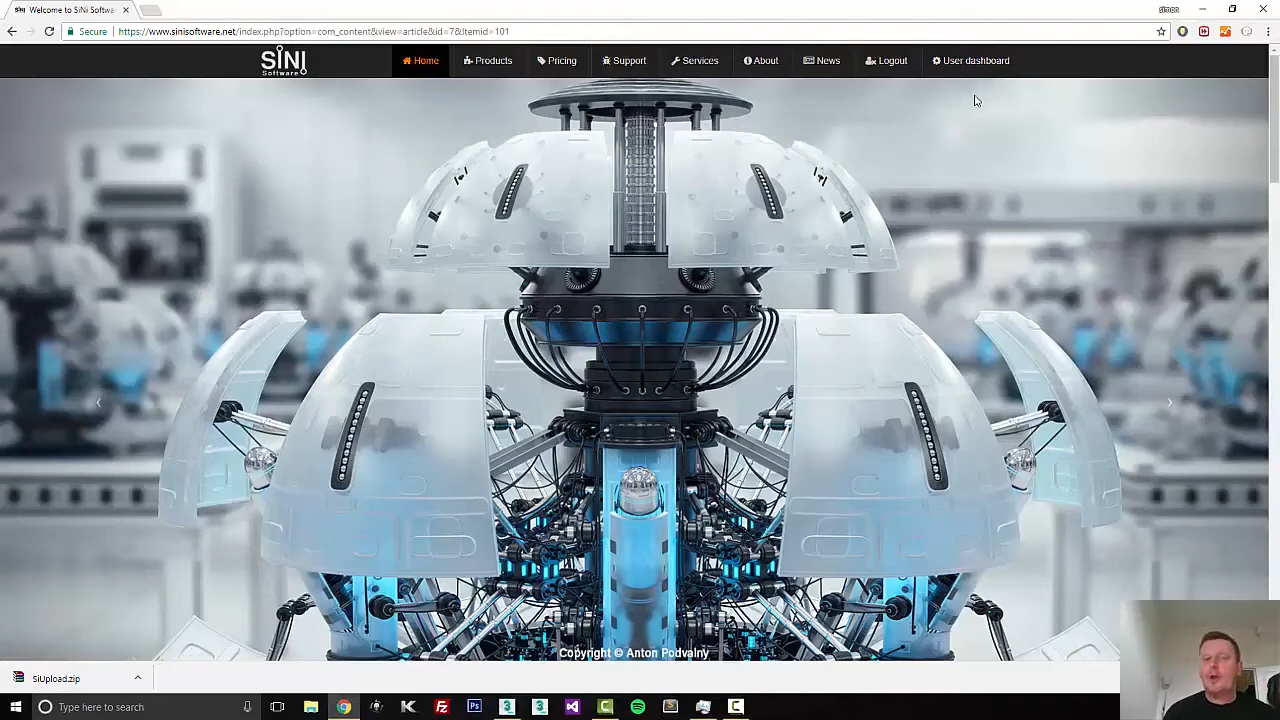 Welcome to SiNi Softwar
simon
Secure
https://www.sinisoftware.net/index.php?option=com_content&view=article&id=7&Itemid=101
SiNi
Software
Home
Products
Pricing
Support
Services
About
News
Logout
User dashboard
Copyright © Anton Podvalny
SiUpload.zip
Type here to search